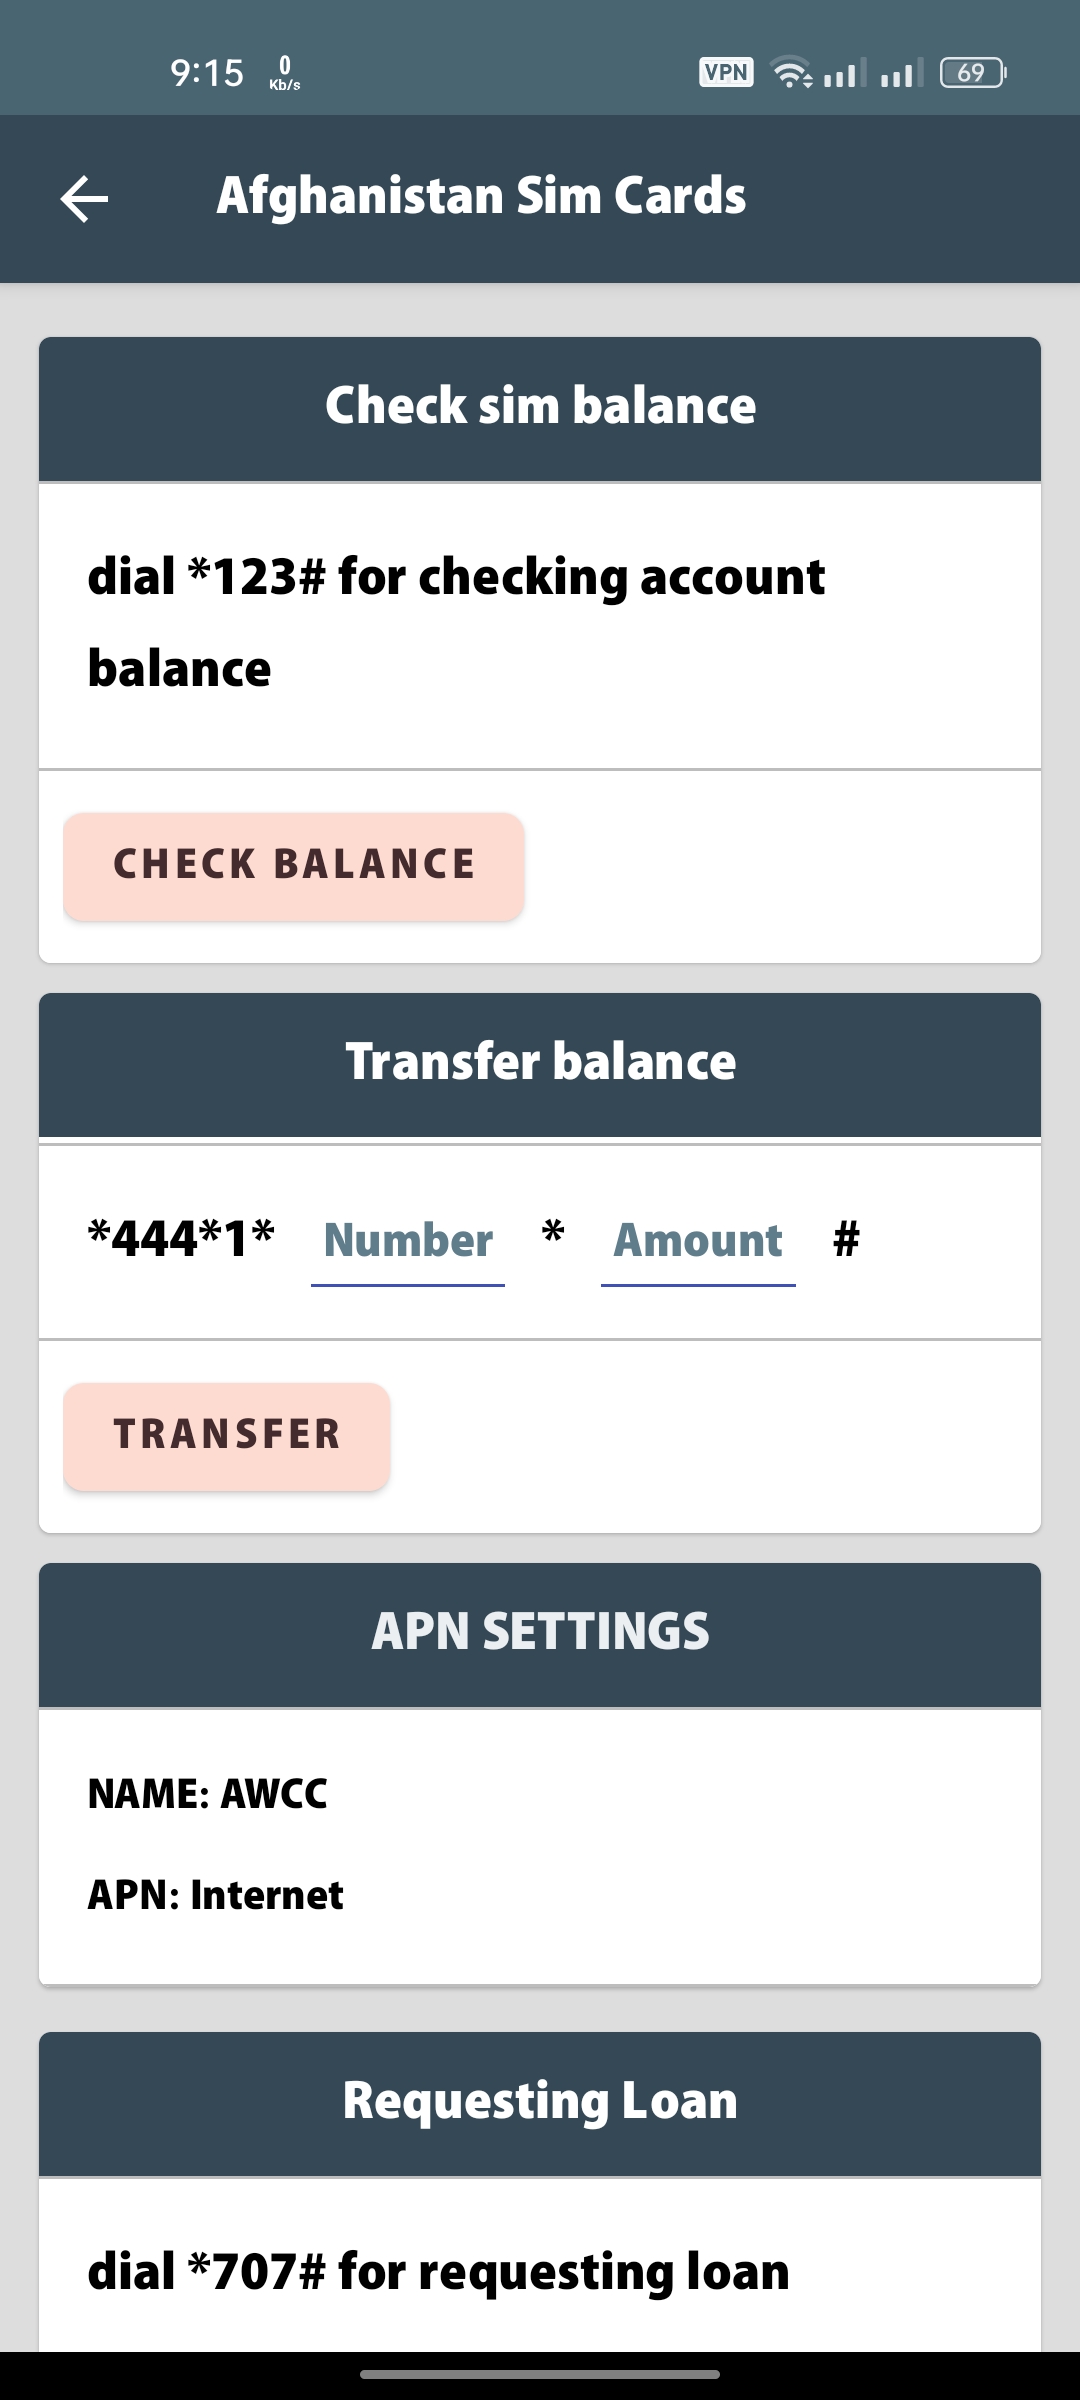 9:15 0 Kb/s VPN 69
Afghanistan Sim Cards
Check sim balance
dial *123# for checking account
balance
CHECK BALANCE
Transfer balance
*444*1* Number * Amount #
TRANSFER
APN SETTINGS
NAME: AWCC
APN: Internet
Requesting Loan
dial *707# for requesting loan